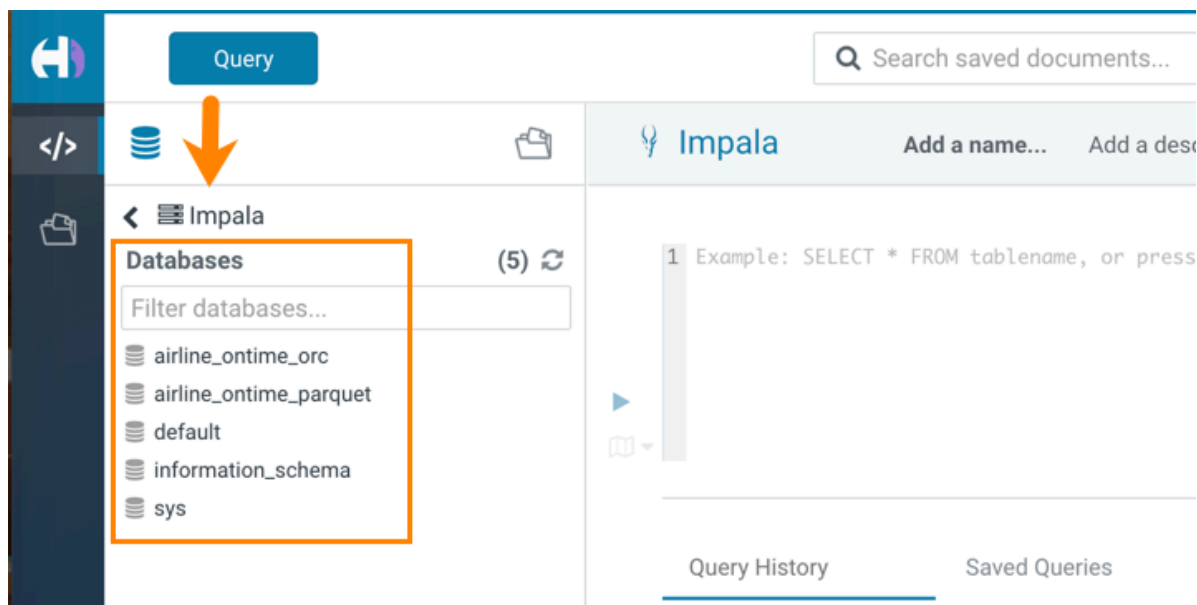 Query
Search saved documents...
</>
Impala
Add a name...
Add a desc
Impala
Databases
(5)
Filter databases...
airline_ontime_orc
airline_ontime_parquet
default
information_schema
sys
1 Example: SELECT * FROM tablename, or press
Query History
Saved Queries